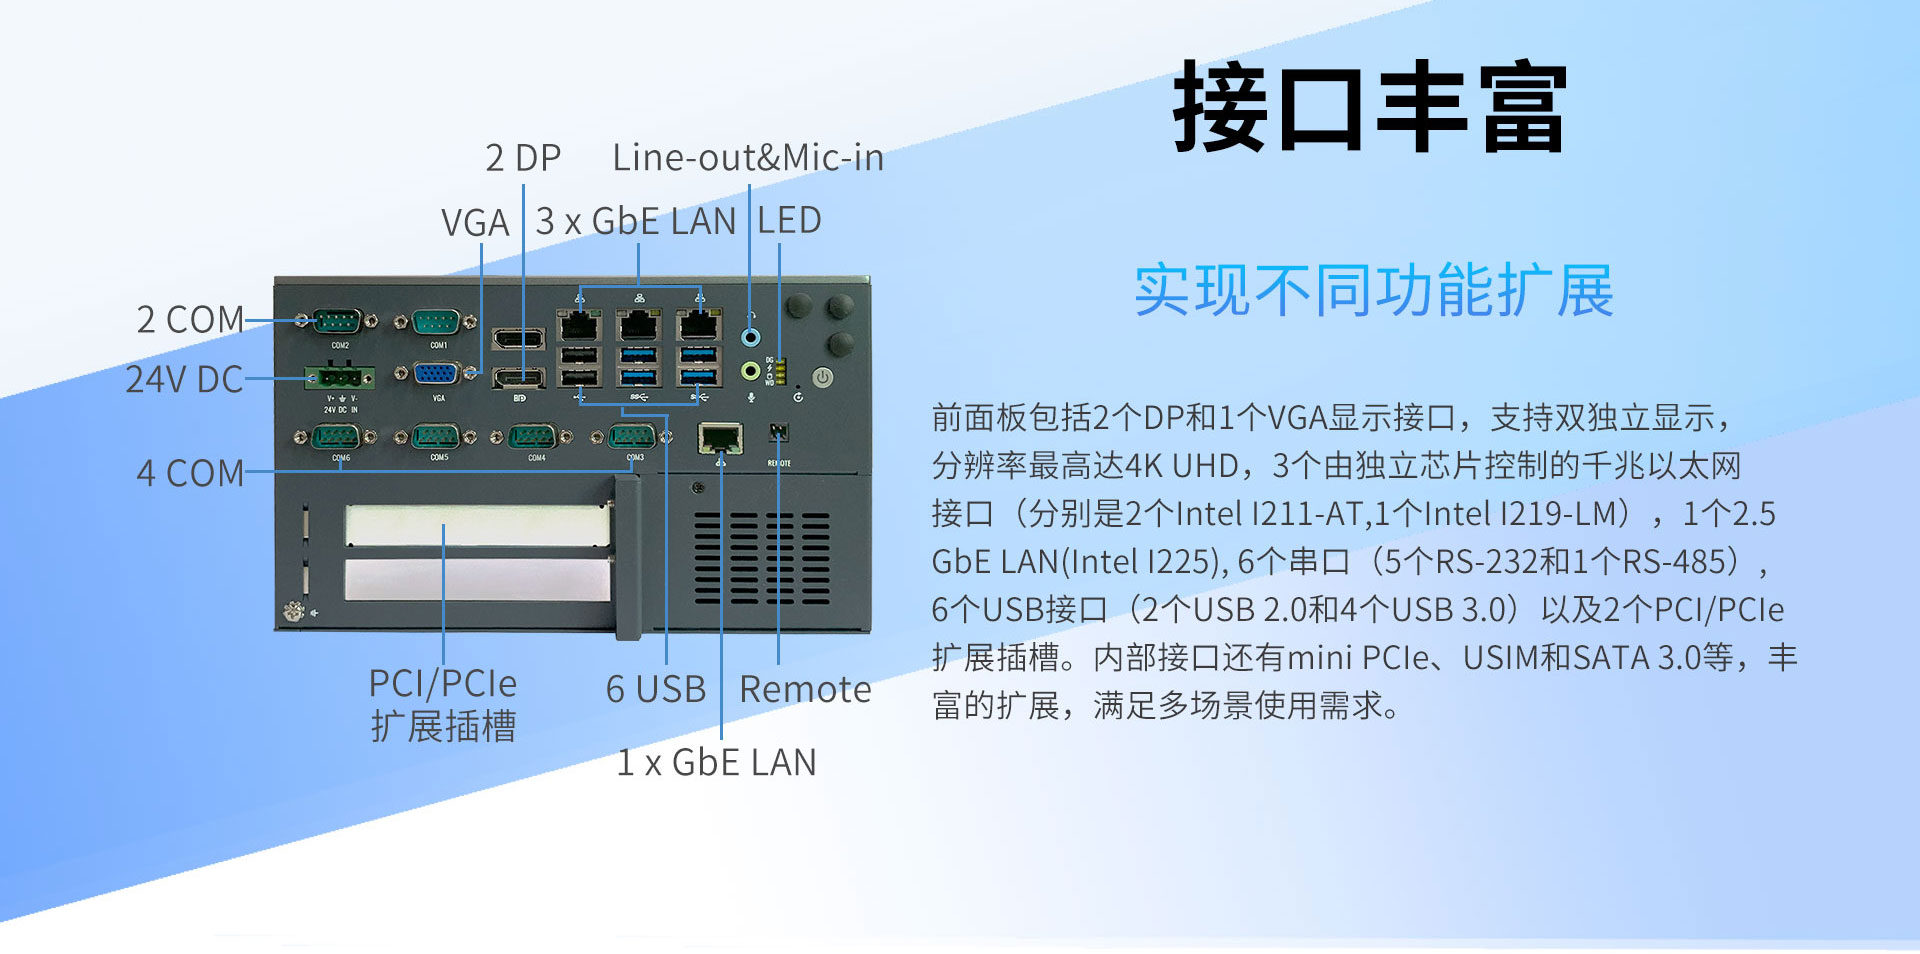 接口丰富
实现不同功能扩展
2 DP
Line-out&Mic-in
VGA
3 x GbE LAN
LED
2 COM
24V DC
4 COM
COM2
COM1
V+ V-
24V DC IN
VGA
DG
WD
COM6
COM5
COM4
COM3
REMOTE
PCI/PCIe
扩展插槽
6 USB
Remote
1 x GbE LAN
前面板包括2个DP和1个VGA显示接口，支持双独立显示，
分辨率最高达4K UHD，3个由独立芯片控制的千兆以太网
接口（分别是2个Intel I211-AT,1个Intel I219-LM），1个2.5
GbE LAN(Intel I225), 6个串口（5个RS-232和1个RS-485）,
6个USB接口（2个USB 2.0和4个USB 3.0）以及2个PCI/PCIe
扩展插槽。内部接口还有mini PCIe、USIM和SATA 3.0等，丰
富的扩展，满足多场景使用需求。